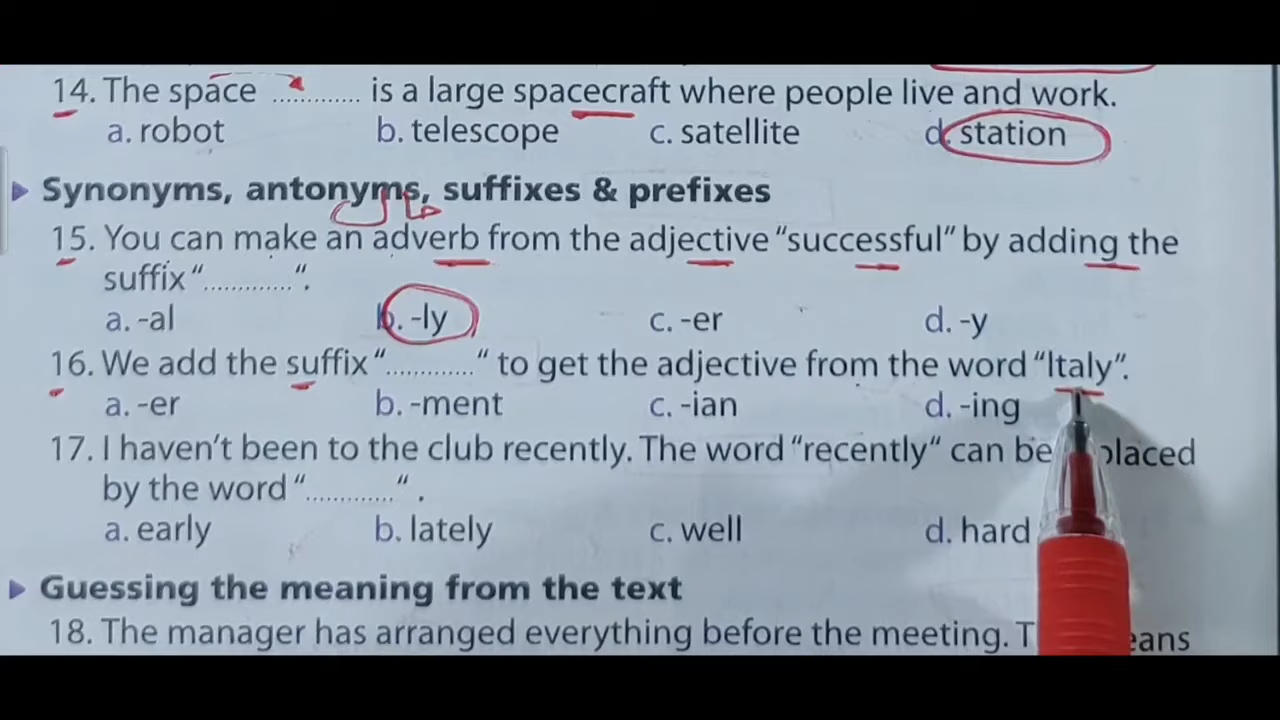 14. The space ............. is a large spacecraft where people live and work.
a. robot b. telescope c. satellite d. station
Synonyms, antonyms, suffixes & prefixes
15. You can make an adverb from the adjective "successful" by adding the
suffix ".............".
a. -al b. -ly c. -er d. -y
16. We add the suffix "............." to get the adjective from the word "Italy".
a. -er b. -ment c. -ian d. -ing
17. I haven't been to the club recently. The word "recently" can be
by the word "............." .
a. early b. lately c. well d. hard
Guessing the meaning from the text
18. The manager has arranged everything before the meeting.